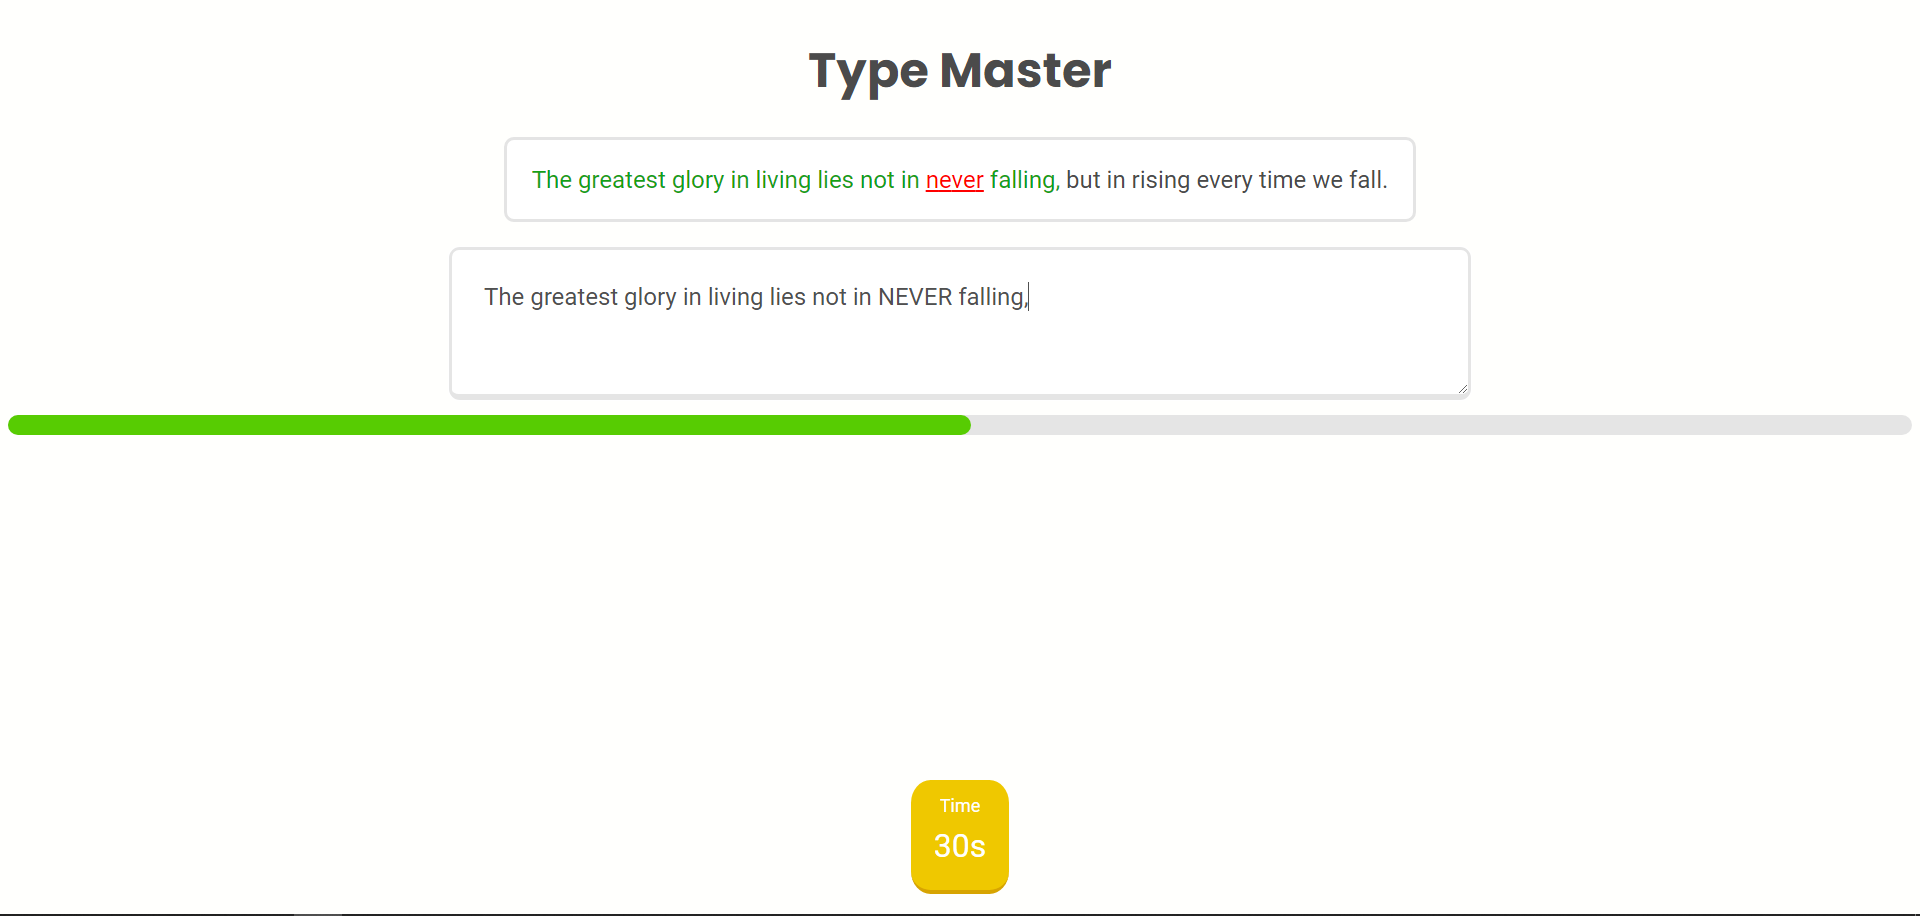 Type Master
The greatest glory in living lies not in never falling, but in rising every time we fall.
The greatest glory in living lies not in NEVER falling,
Time
30s